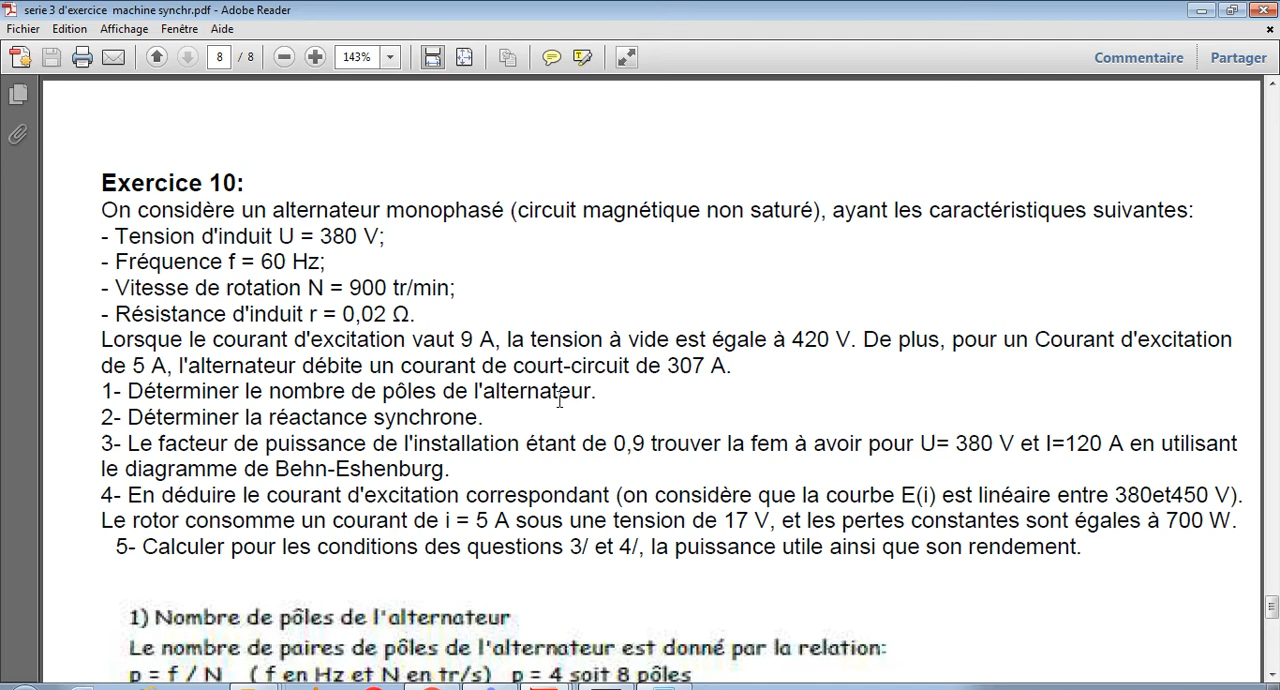 serie 3 d'exercice machine synchr.pdf - Adobe Reader
Fichier Edition Affichage Fenêtre Aide
8 / 8 143% Commentaire Partager
Exercice 10:
On considère un alternateur monophasé (circuit magnétique non saturé), ayant les caractéristiques suivantes:
- Tension d'induit U = 380 V;
- Fréquence f = 60 Hz;
- Vitesse de rotation N = 900 tr/min;
- Résistance d'induit r = 0,02 Ω.
Lorsque le courant d'excitation vaut 9 A, la tension à vide est égale à 420 V. De plus, pour un Courant d'excitation
de 5 A, l'alternateur débite un courant de court-circuit de 307 A.
1- Déterminer le nombre de pôles de l'alternateur.
2- Déterminer la réactance synchrone.
3- Le facteur de puissance de l'installation étant de 0,9 trouver la fem à avoir pour U= 380 V et I=120 A en utilisant
le diagramme de Behn-Eshenburg.
4- En déduire le courant d'excitation correspondant (on considère que la courbe E(i) est linéaire entre 380et450 V).
Le rotor consomme un courant de i = 5 A sous une tension de 17 V, et les pertes constantes sont égales à 700 W.
5- Calculer pour les conditions des questions 3/ et 4/, la puissance utile ainsi que son rendement.
1) Nombre de pôles de l'alternateur
Le nombre de paires de pôles de l'alternateur est donné par la relation:
p = f / N ( f en Hz et N en tr/s) p = 4 soit 8 pôles